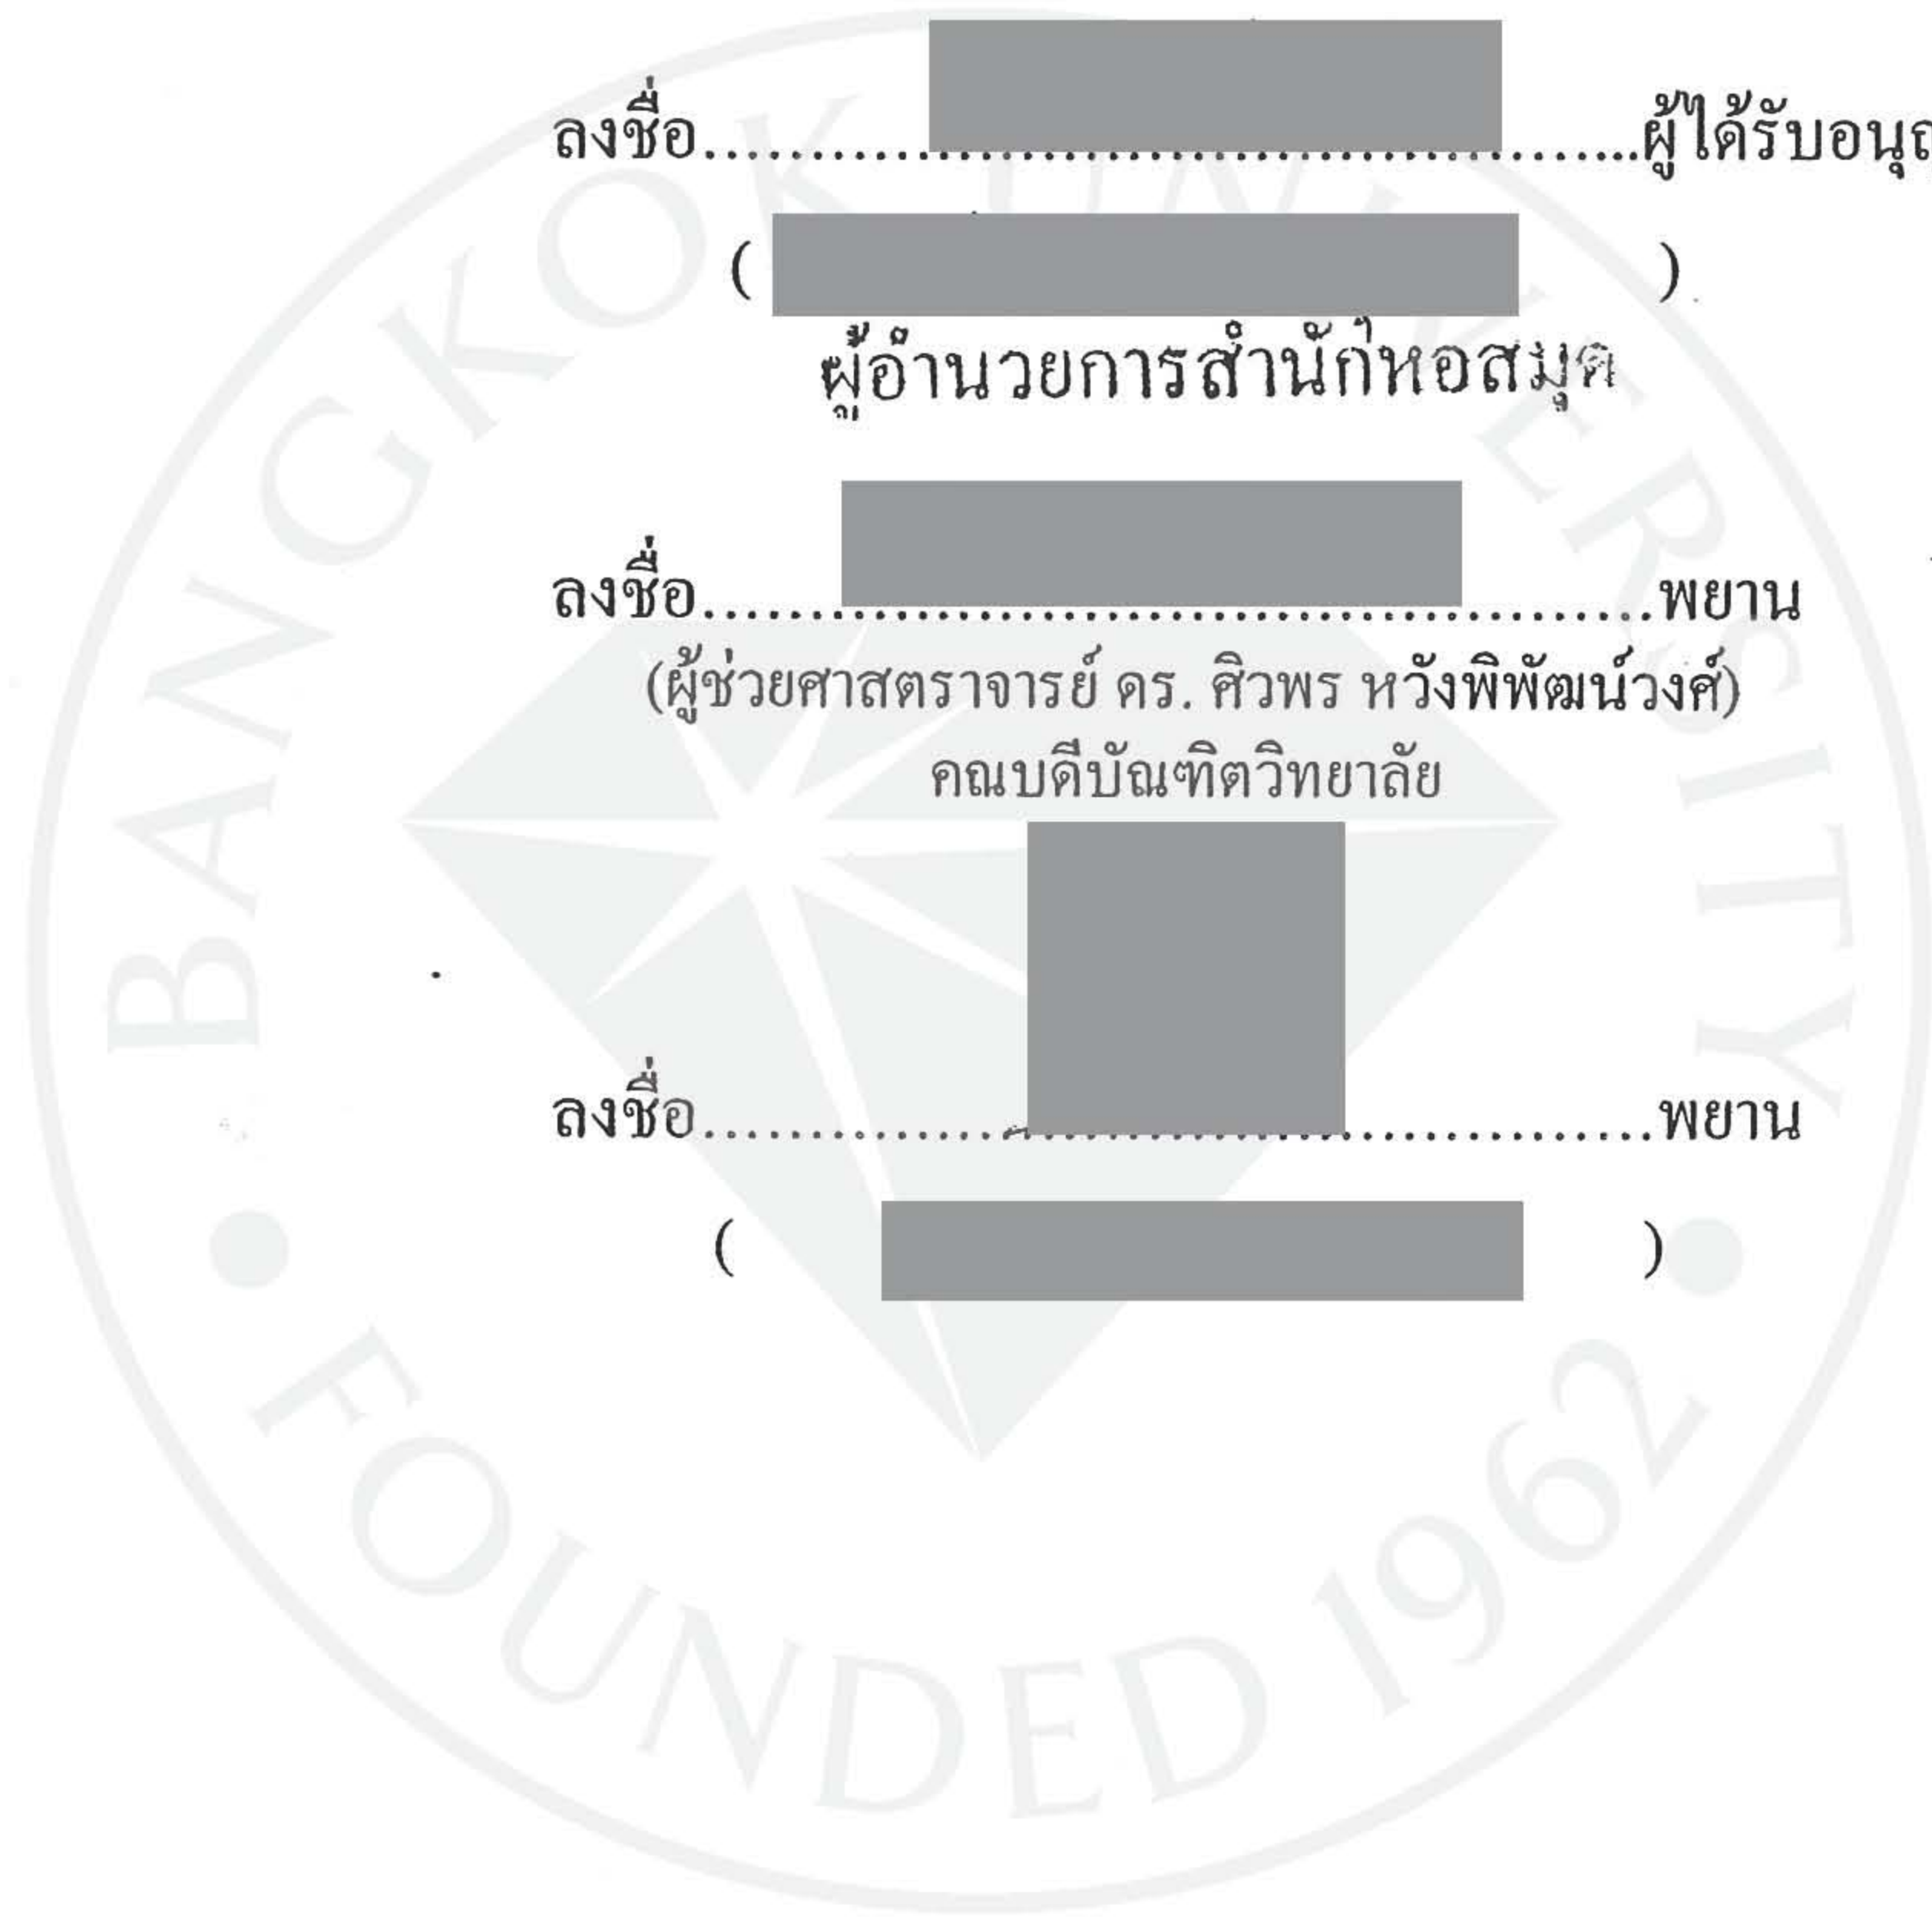 ลงชื่อ..................................................ผู้ได้รับอนุญ
( )
ผู้อำนวยการสำนักหอสมุด
ลงชื่อ..................................................พยาน
(ผู้ช่วยศาสตราจารย์ ดร. ศิวพร หวังพิพัฒน์วงศ์)
คณบดีบัณฑิตวิทยาลัย
ลงชื่อ..................................................พยาน
( )
BANGKOK UNIVERSITY
FOUNDED 1962